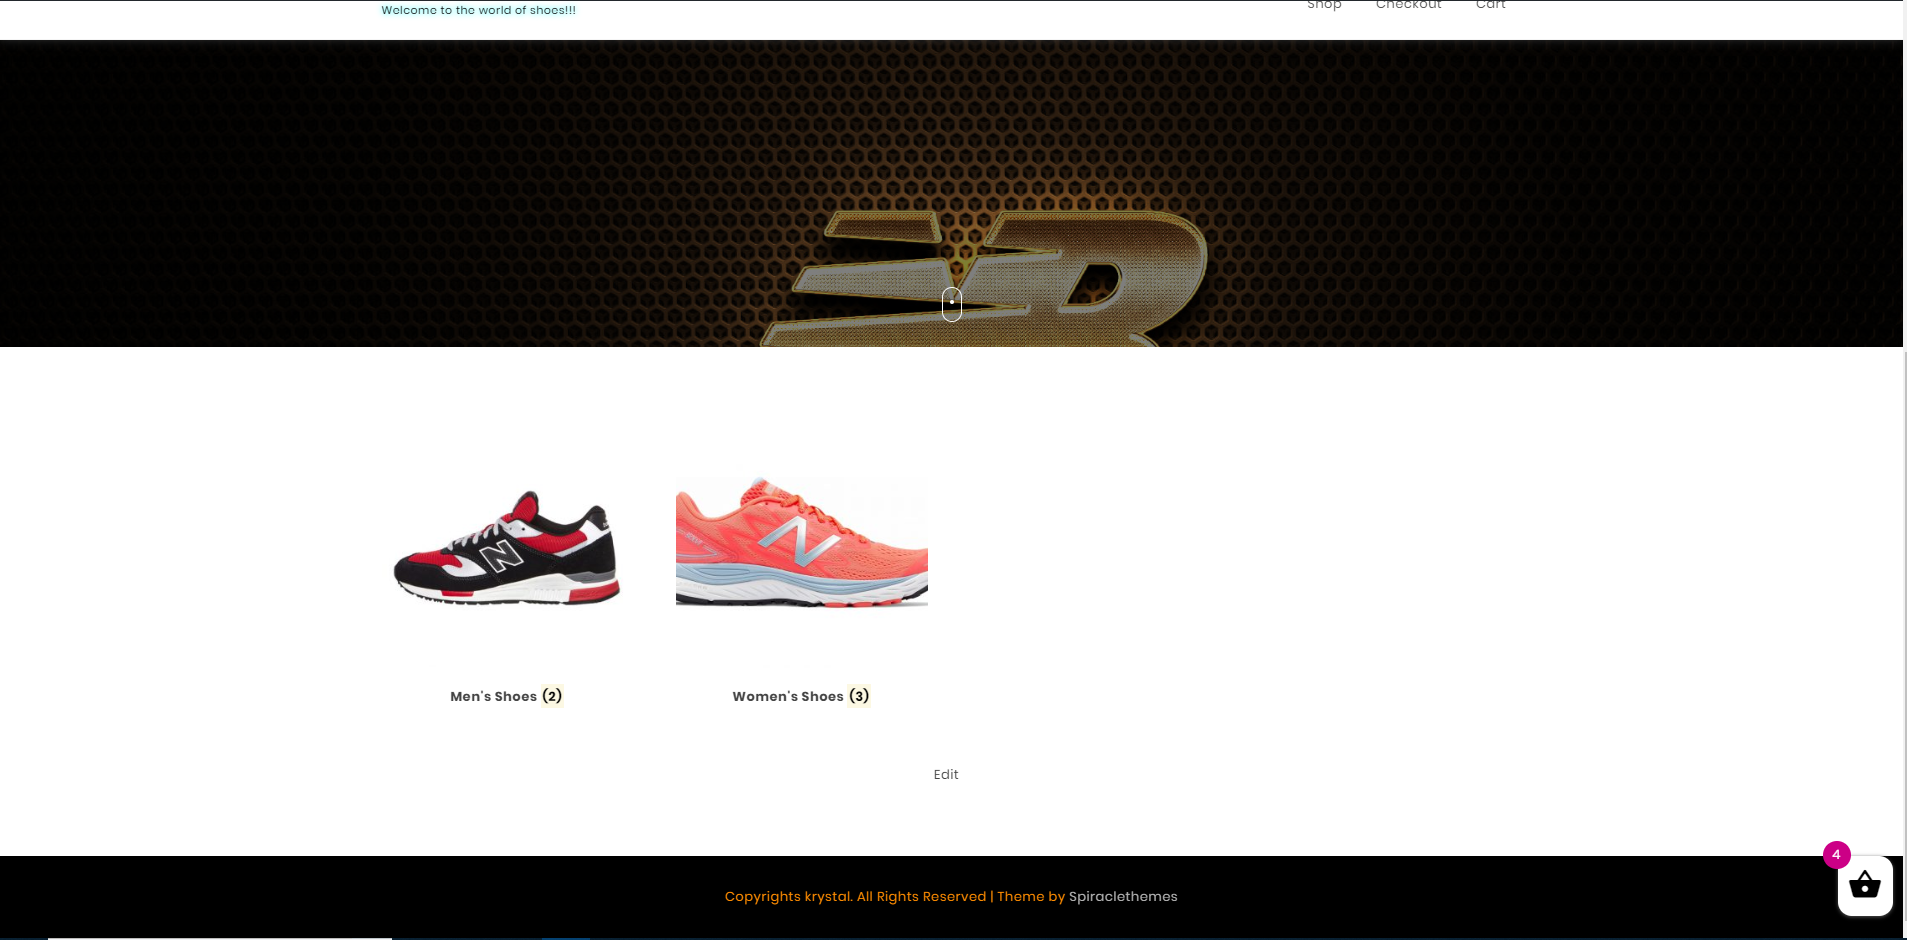 Welcome to the world of shoes!!!
Shop Checkout Cart
R
N N
Men's Shoes (2) Women's Shoes (3)
Edit
4
Copyrights krystal. All Rights Reserved | Theme by Spiraclethemes